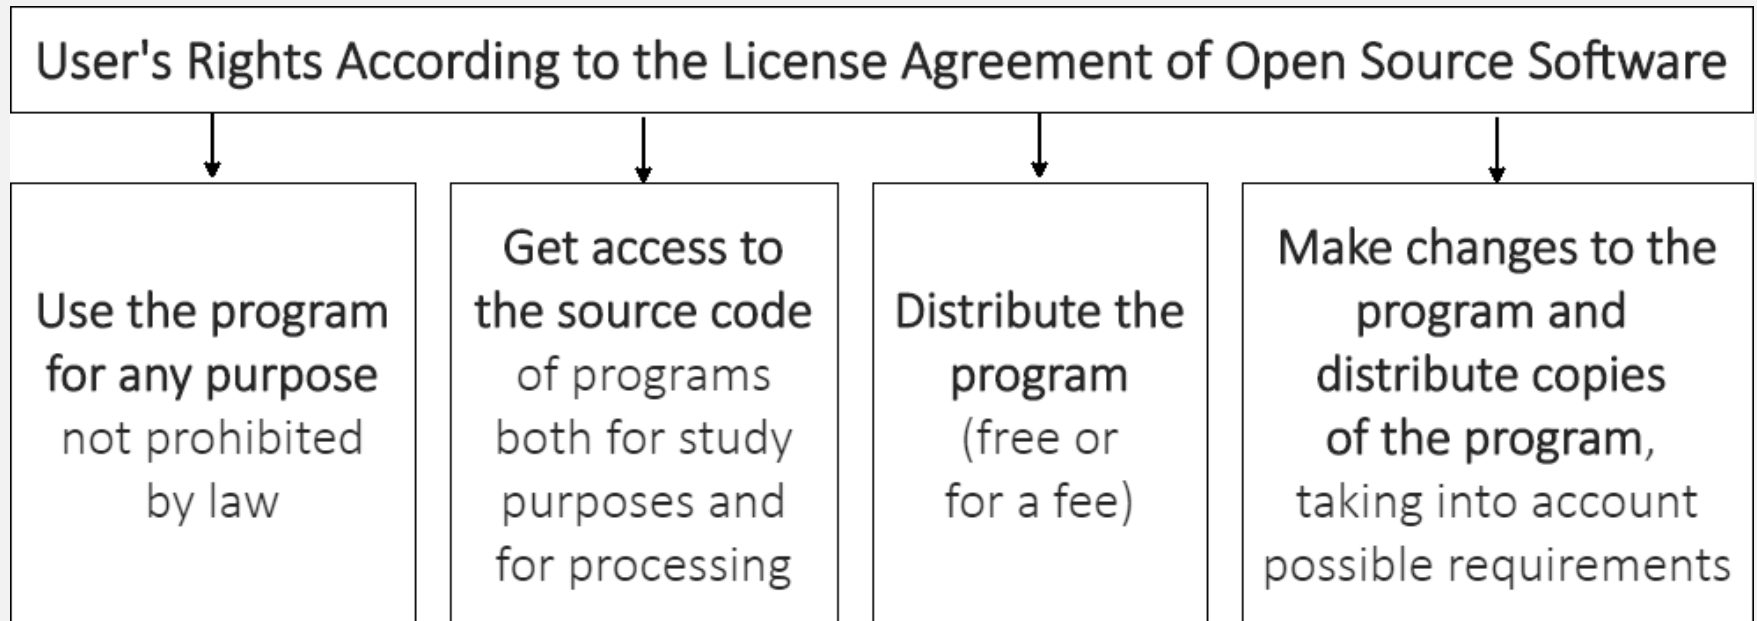 User's Rights According to the License Agreement of Open Source Software
Use the program
for any purpose
not prohibited
by law
Get access to
the source code
of programs
both for study
purposes and
for processing
Distribute the
program
(free or
for a fee)
Make changes to the
program and
distribute copies
of the program,
taking into account
possible requirements